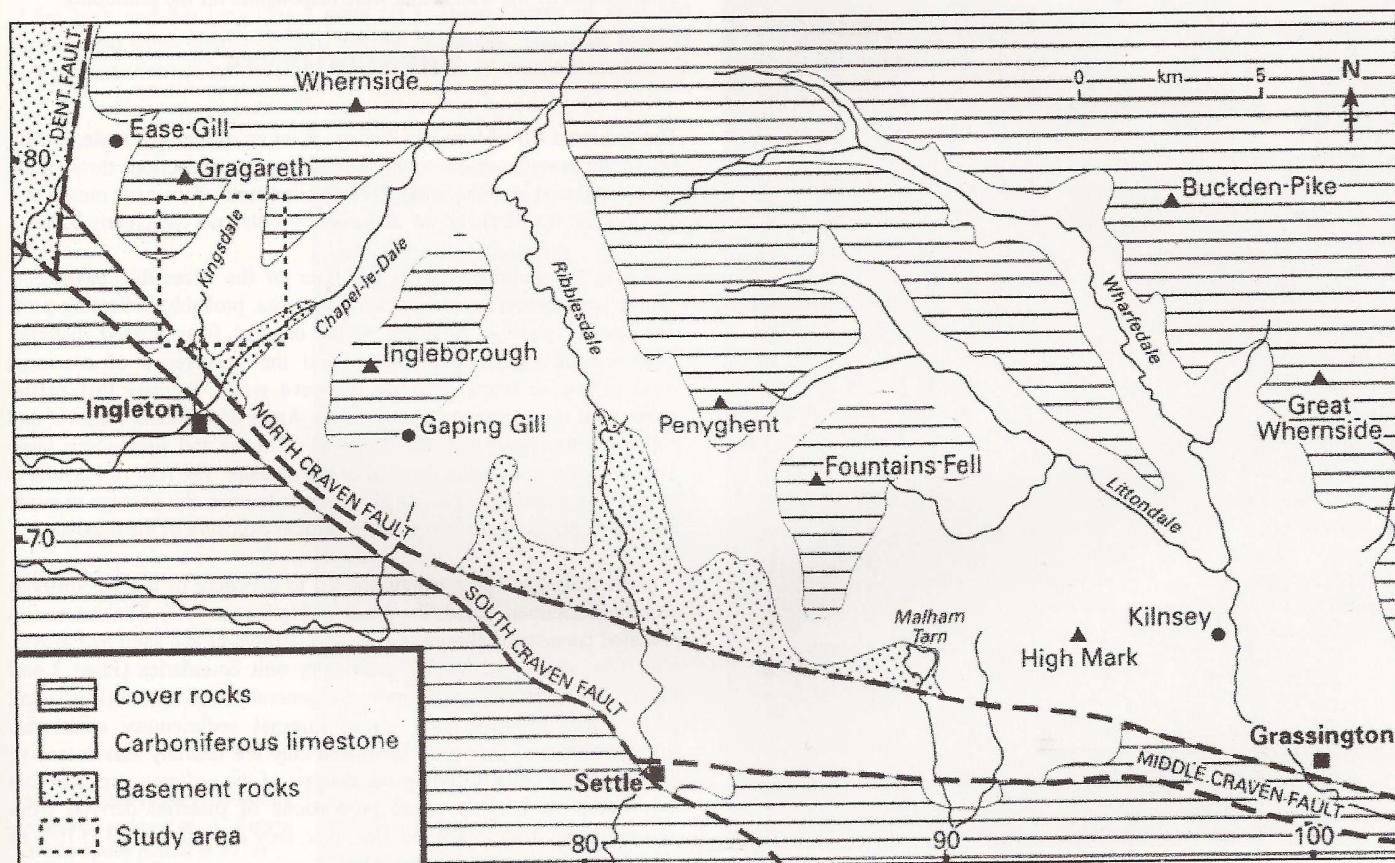 DENT. FAULT
Whernside
0 km 5
N
Ease Gill
80
Gragareth
Buckden-Pike
Kingsdale
Chapel-le-Dale
Ribblesdale
Wharfedale
Ingleborough
Ingleton
Gaping Gill
Penyghent
Great
Whernside
NORTH CRAVEN FAULT
Fountains-Fell
Littondale
70
SOUTH CRAVEN FAULT
Malham
Tarn
Kilnsey
High Mark
Grassington
MIDDLE CRAVEN FAULT
Settle
80
90
100
Cover rocks
Carboniferous limestone
Basement rocks
Study area